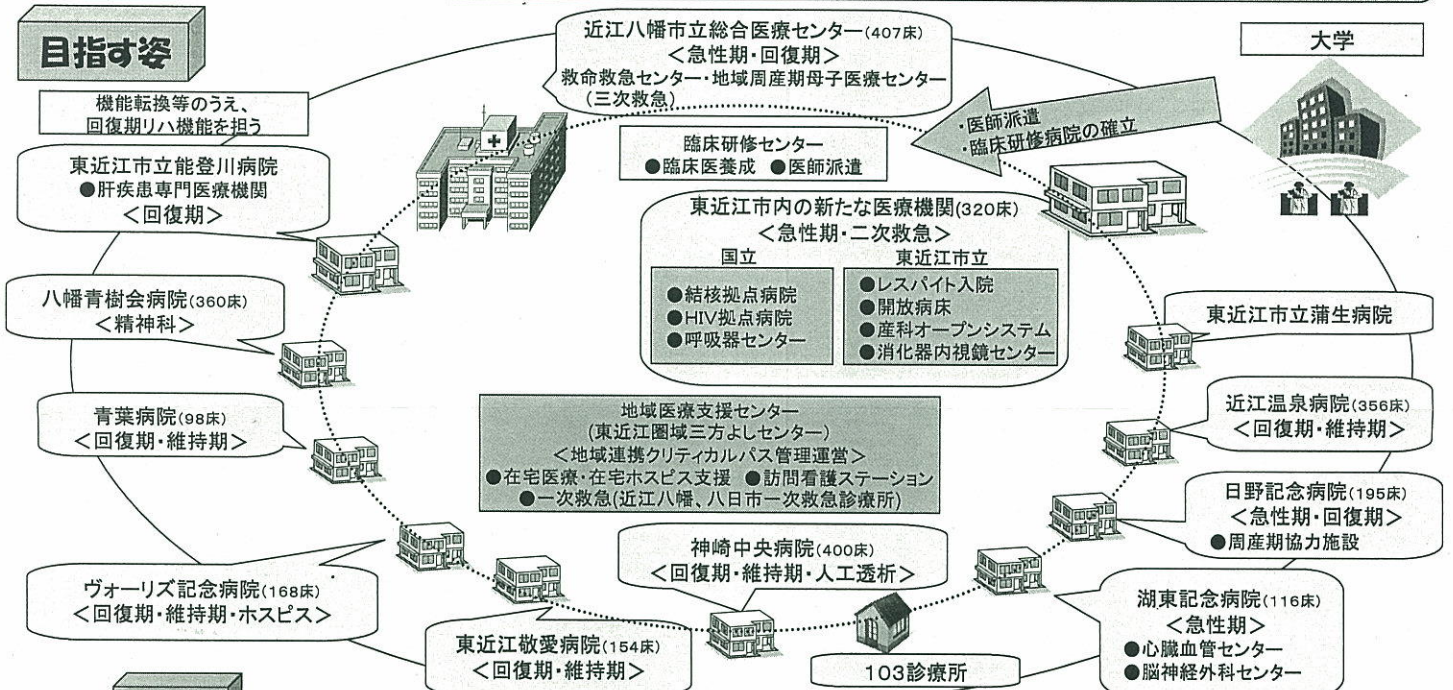 目指す姿
近江八幡市立総合医療センター(407床)
<急性期・回復期>
救命救急センター・地域周産期母子医療センター
(三次救急)
大学
機能転換等のうえ、
回復期リハ機能を担う
・医師派遣
・臨床研修病院の確立
臨床研修センター
●臨床医養成 ●医師派遣
東近江市立能登川病院
●肝疾患専門医療機関
<回復期>
東近江市内の新たな医療機関(320床)
<急性期・二次救急>
国立
●結核拠点病院
●HIV拠点病院
●呼吸器センター
東近江市立
●レスパイト入院
●開放病床
●産科オープンシステム
●消化器内視鏡センター
八幡青樹会病院(360床)
<精神科>
東近江市立蒲生病院
青葉病院(98床)
<回復期・維持期>
地域医療支援センター
(東近江圏域三方よしセンター)
<地域連携クリティカルパス管理運営>
●在宅医療・在宅ホスピス支援 ●訪問看護ステーション
●一次救急(近江八幡、八日市一次救急診療所)
近江温泉病院(356床)
<回復期・維持期>
日野記念病院(195床)
<急性期・回復期>
●周産期協力施設
神崎中央病院(400床)
<回復期・維持期・人工透析>
ヴォーリズ記念病院(168床)
<回復期・維持期・ホスピス>
湖東記念病院(116床)
<急性期>
●心臓血管センター
●脳神経外科センター
東近江敬愛病院(154床)
<回復期・維持期>
103診療所